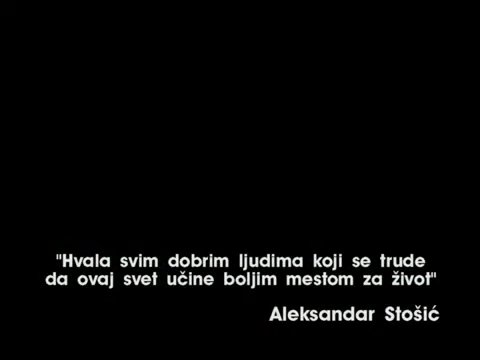 "Hvala svim dobrim ljudima koji se trude
da ovaj svet učine boljim mestom za život"
Aleksandar Stošić